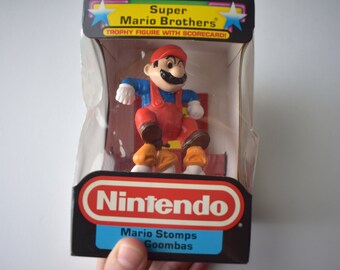 Super
Mario Brothers®
TROPHY FIGURE WITH SCORECARD!
Nintendo
Mario Stomps
Goombas